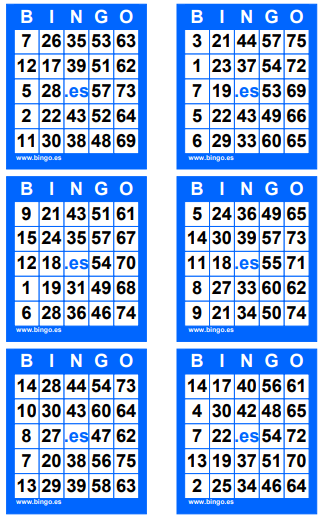 B I N G O
7 26 35 53 63
12 17 39 51 62
5 28 .es 57 73
2 22 43 52 64
11 30 38 48 69
www.bingo.es
B I N G O
3 21 44 57 75
1 23 37 54 72
7 19 .es 53 69
5 22 43 49 66
6 29 33 60 65
www.bingo.es
B I N G O
9 21 43 51 61
15 24 35 57 67
12 18 .es 54 70
1 19 31 49 68
6 28 36 46 74
www.bingo.es
B I N G O
5 24 36 49 65
14 30 39 57 73
11 18 .es 55 71
8 27 33 60 62
9 21 34 50 74
www.bingo.es
B I N G O
14 28 44 54 73
10 30 43 60 64
8 27 .es 47 62
7 20 38 56 75
13 29 39 58 63
www.bingo.es
B I N G O
14 17 40 56 61
4 30 42 48 65
7 22 .es 54 72
13 19 37 51 70
2 25 34 46 64
www.bingo.es